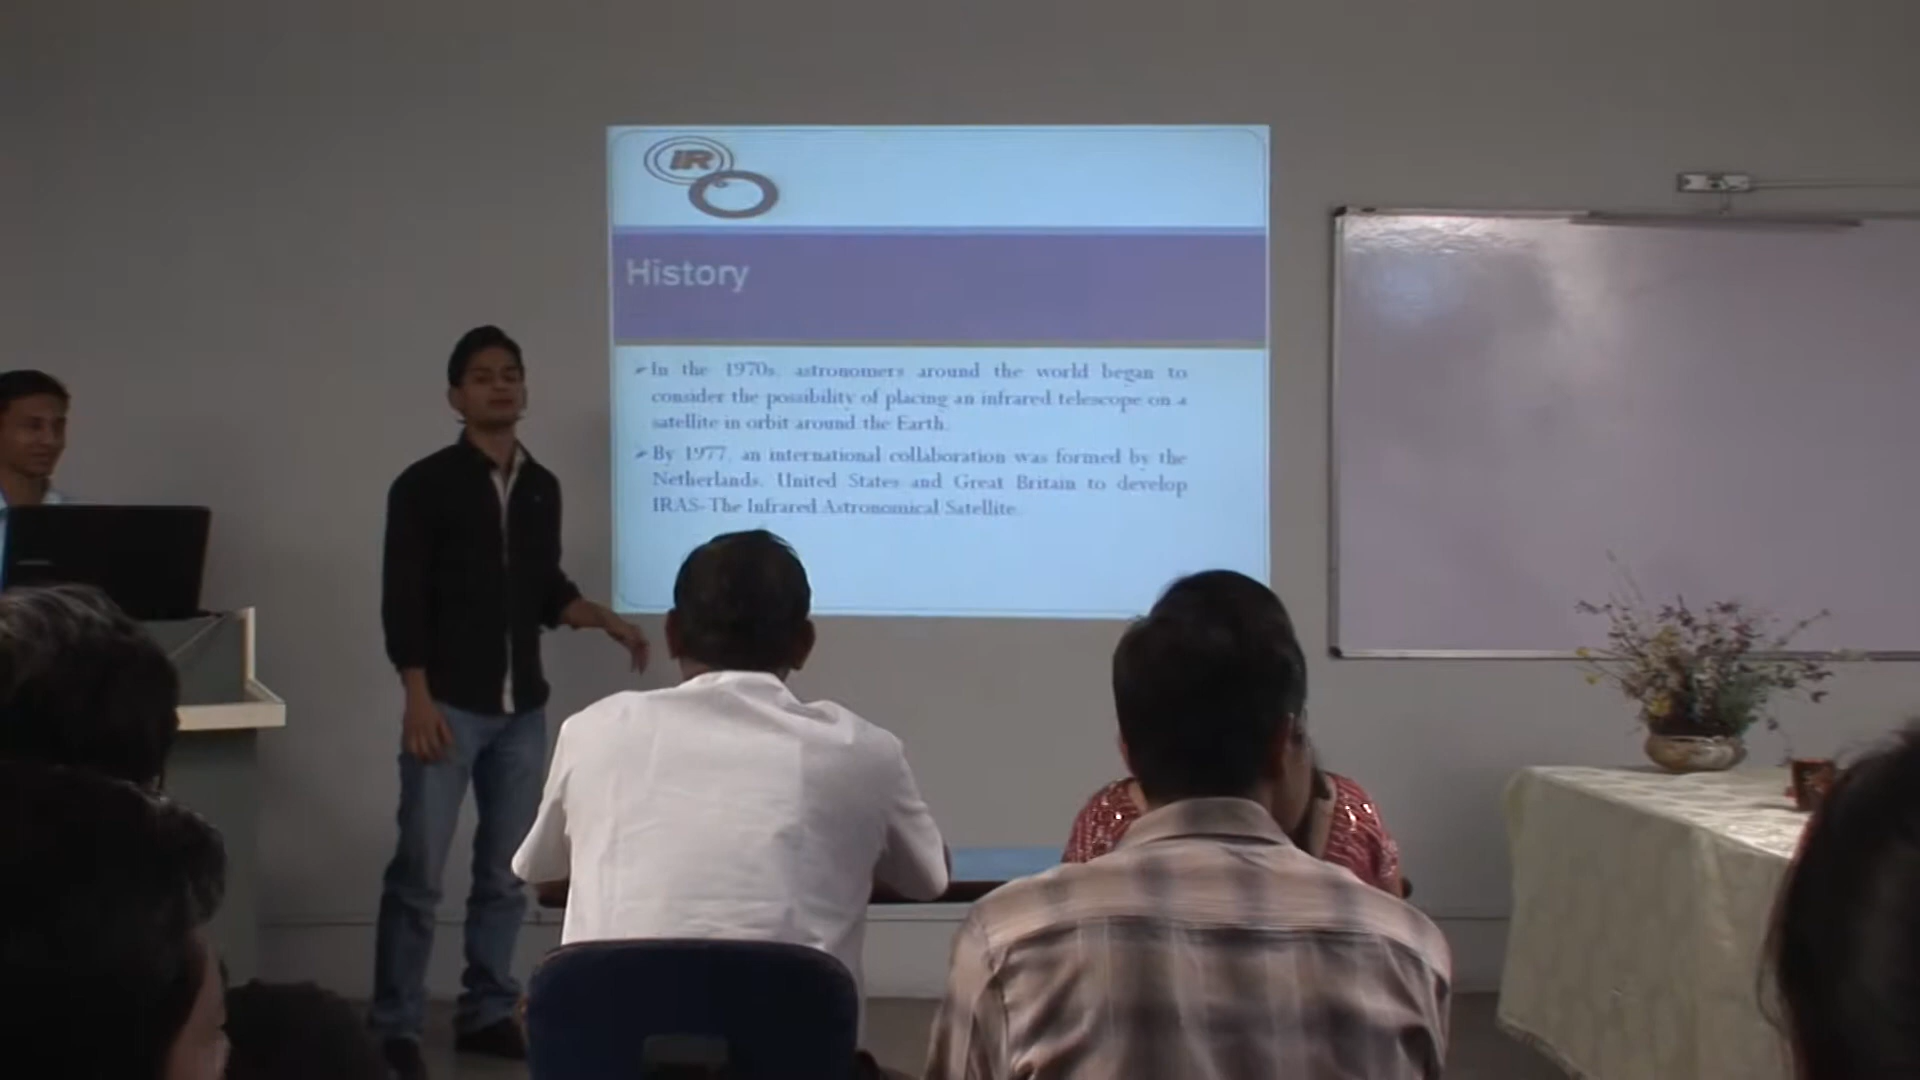 IR
History
In the 1970s, astronomers around the world began to
consider the possibility of placing an infrared telescope on a
satellite in orbit around the Earth.
By 1977, an international collaboration was formed by the
Netherlands, United States and Great Britain to develop
IRAS-The Infrared Astronomical Satellite.